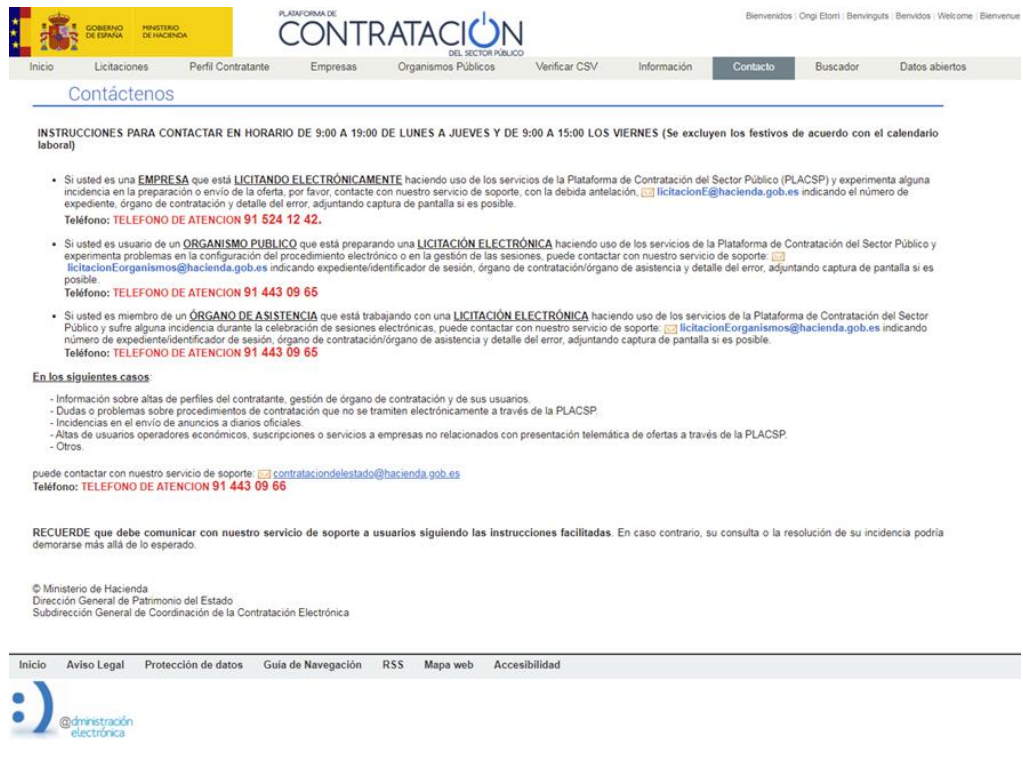 GOBIERNO DE ESPAÑA
MINISTERIO DE HACIENDA
PLATAFORMA DE
CONTRATACIÓN
DEL SECTOR PÚBLICO
Bienvenidos | Ongi Etorri | Benvinguts | Benvidos | Welcome | Bienvenue
Inicio Licitaciones Perfil Contratante Empresas Organismos Públicos Verificar CSV Información Contacto Buscador Datos abiertos
Contáctenos
INSTRUCCIONES PARA CONTACTAR EN HORARIO DE 9:00 A 19:00 DE LUNES A JUEVES Y DE 9:00 A 15:00 LOS VIERNES (Se excluyen los festivos de acuerdo con el calendario
laboral)
• Si usted es una EMPRESA que está LICITANDO ELECTRÓNICAMENTE haciendo uso de los servicios de la Plataforma de Contratación del Sector Público (PLACSP) y experimenta alguna
incidencia en la preparación o envío de la oferta, por favor, contacte con nuestro servicio de soporte, con la debida antelación, licitacionE@hacienda.gob.es indicando el número de
expediente, órgano de contratación y detalle del error, adjuntando captura de pantalla si es posible.
Teléfono: TELEFONO DE ATENCION 91 524 12 42.
• Si usted es usuario de un ORGANISMO PUBLICO que está preparando una LICITACIÓN ELECTRÓNICA haciendo uso de los servicios de la Plataforma de Contratación del Sector Público y
experimenta problemas en la configuración del procedimiento electrónico o en la gestión de las sesiones, puede contactar con nuestro servicio de soporte:
licitacionEorganismos@hacienda.gob.es indicando expediente/identificador de sesión, órgano de contratación/órgano de asistencia y detalle del error, adjuntando captura de pantalla si es
posible.
Teléfono: TELEFONO DE ATENCION 91 443 09 65
• Si usted es miembro de un ÓRGANO DE ASISTENCIA que está trabajando con una LICITACIÓN ELECTRÓNICA haciendo uso de los servicios de la Plataforma de Contratación del Sector
Público y sufre alguna incidencia durante la celebración de sesiones electrónicas, puede contactar con nuestro servicio de soporte: licitacionEorganismos@hacienda.gob.es indicando
número de expediente/identificador de sesión, órgano de contratación/órgano de asistencia y detalle del error, adjuntando captura de pantalla si es posible.
Teléfono: TELEFONO DE ATENCION 91 443 09 65
En los siguientes casos:
- Información sobre altas de perfiles del contratante, gestión de órgano de contratación y de sus usuarios.
- Dudas o problemas sobre procedimientos de contratación que no se tramiten electrónicamente a través de la PLACSP.
- Incidencias en el envío de anuncios a diarios oficiales.
- Altas de usuarios operadores económicos, suscripciones o servicios a empresas no relacionados con presentación telemática de ofertas a través de la PLACSP.
- Otros.
puede contactar con nuestro servicio de soporte: contrataciondelestado@hacienda.gob.es
Teléfono: TELEFONO DE ATENCION 91 443 09 66
RECUERDE que debe comunicar con nuestro servicio de soporte a usuarios siguiendo las instrucciones facilitadas. En caso contrario, su consulta o la resolución de su incidencia podría
demorarse más allá de lo esperado.
© Ministerio de Hacienda
Dirección General de Patrimonio del Estado
Subdirección General de Coordinación de la Contratación Electrónica
Inicio Aviso Legal Protección de datos Guía de Navegación RSS Mapa web Accesibilidad
:)
@dministración
electrónica